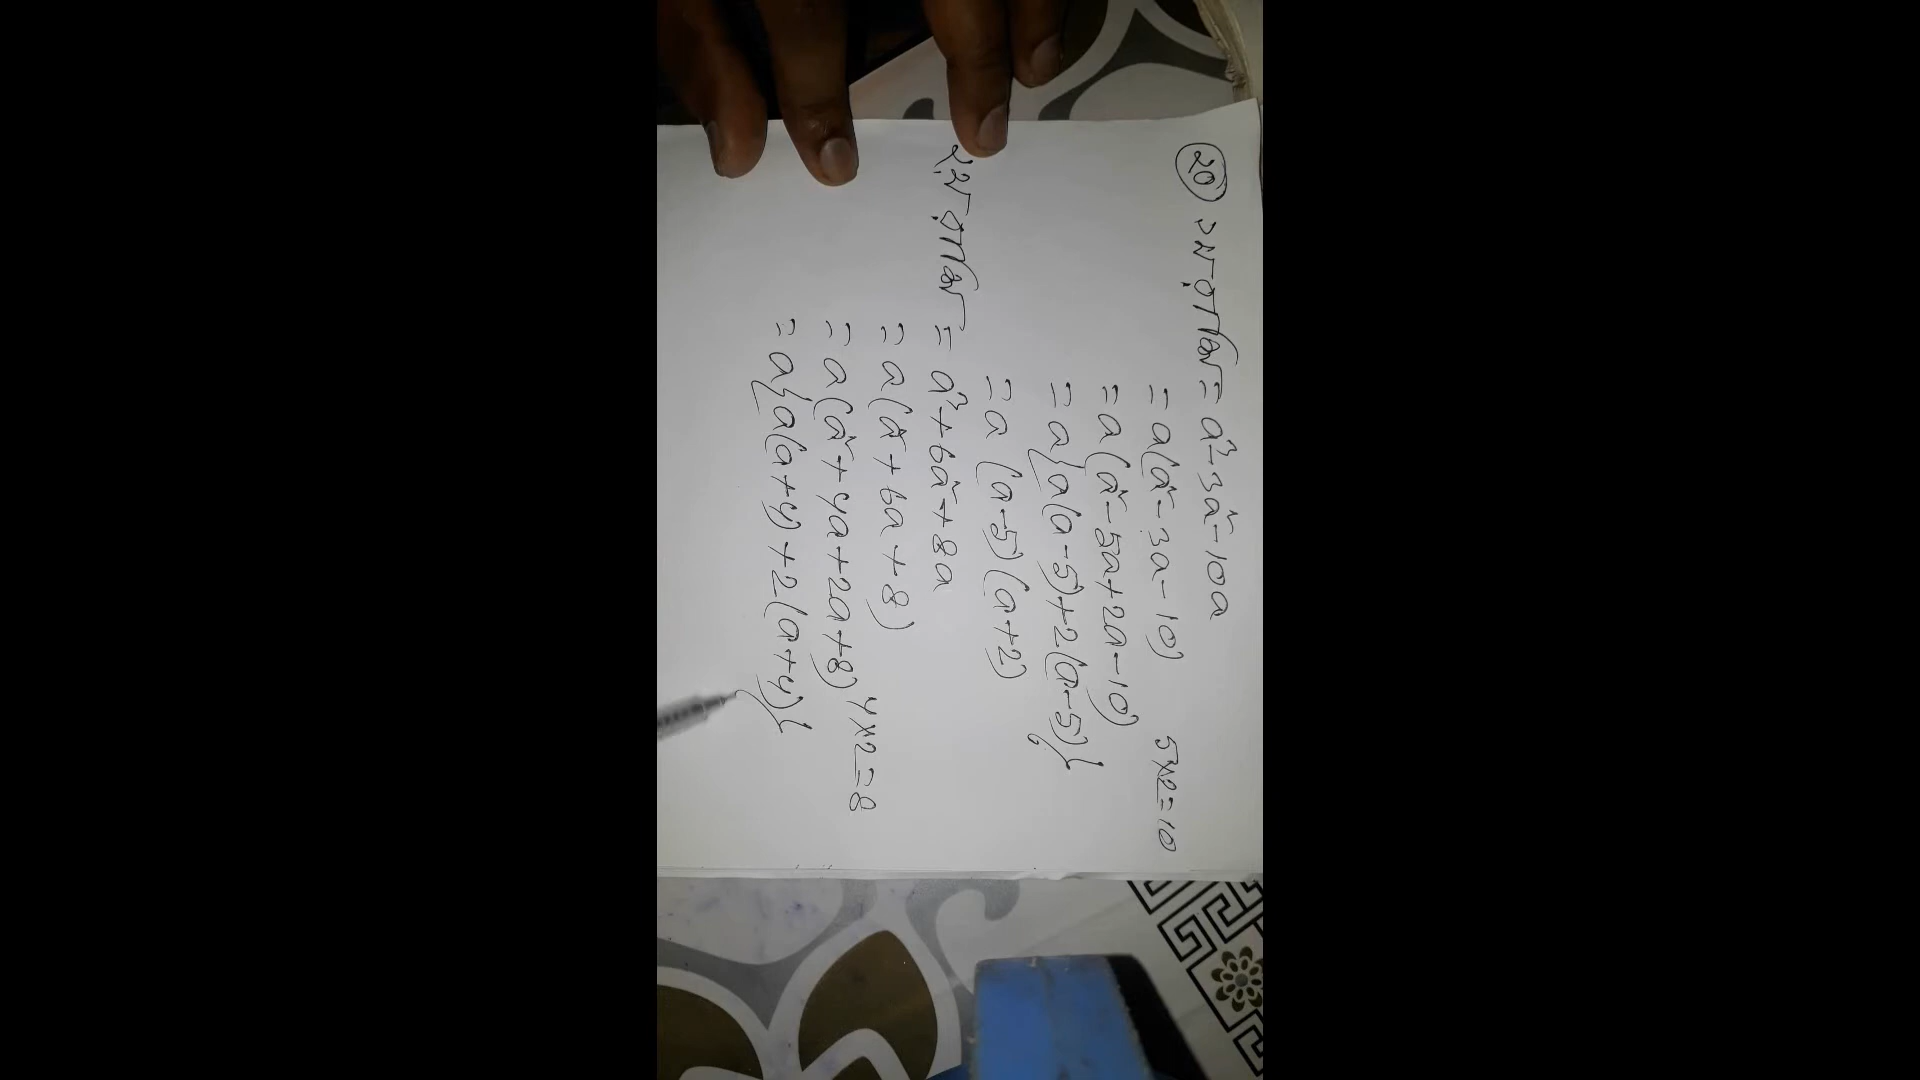 20 ১ম রাশি = a³-3a²-10a
= a(a²-3a-10) 5×2=10
= a(a²-5a+2a-10)
= a{a(a-5)+2(a-5)}
= a (a-5)(a+2)
২য় রাশি = a³+6a²+8a
= a(a²+6a+8)
= a(a²+4a+2a+8) 4×2=8
= a{a(a+4)+2(a+4)}